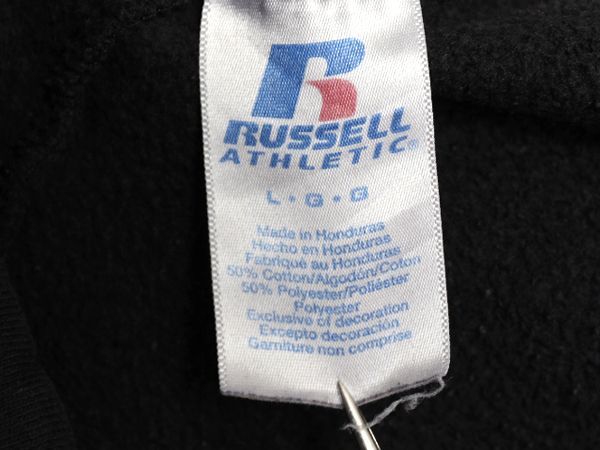 R
RUSSELL
ATHLETIC®
L • G • G
Made in Honduras
Hecho en Honduras
Fabriqué au Honduras
50% Cotton/Algodón/Coton
50% Polyester/Poliéster
Polyester
Exclusive of decoration
Excepto decoración
Garniture non comprise